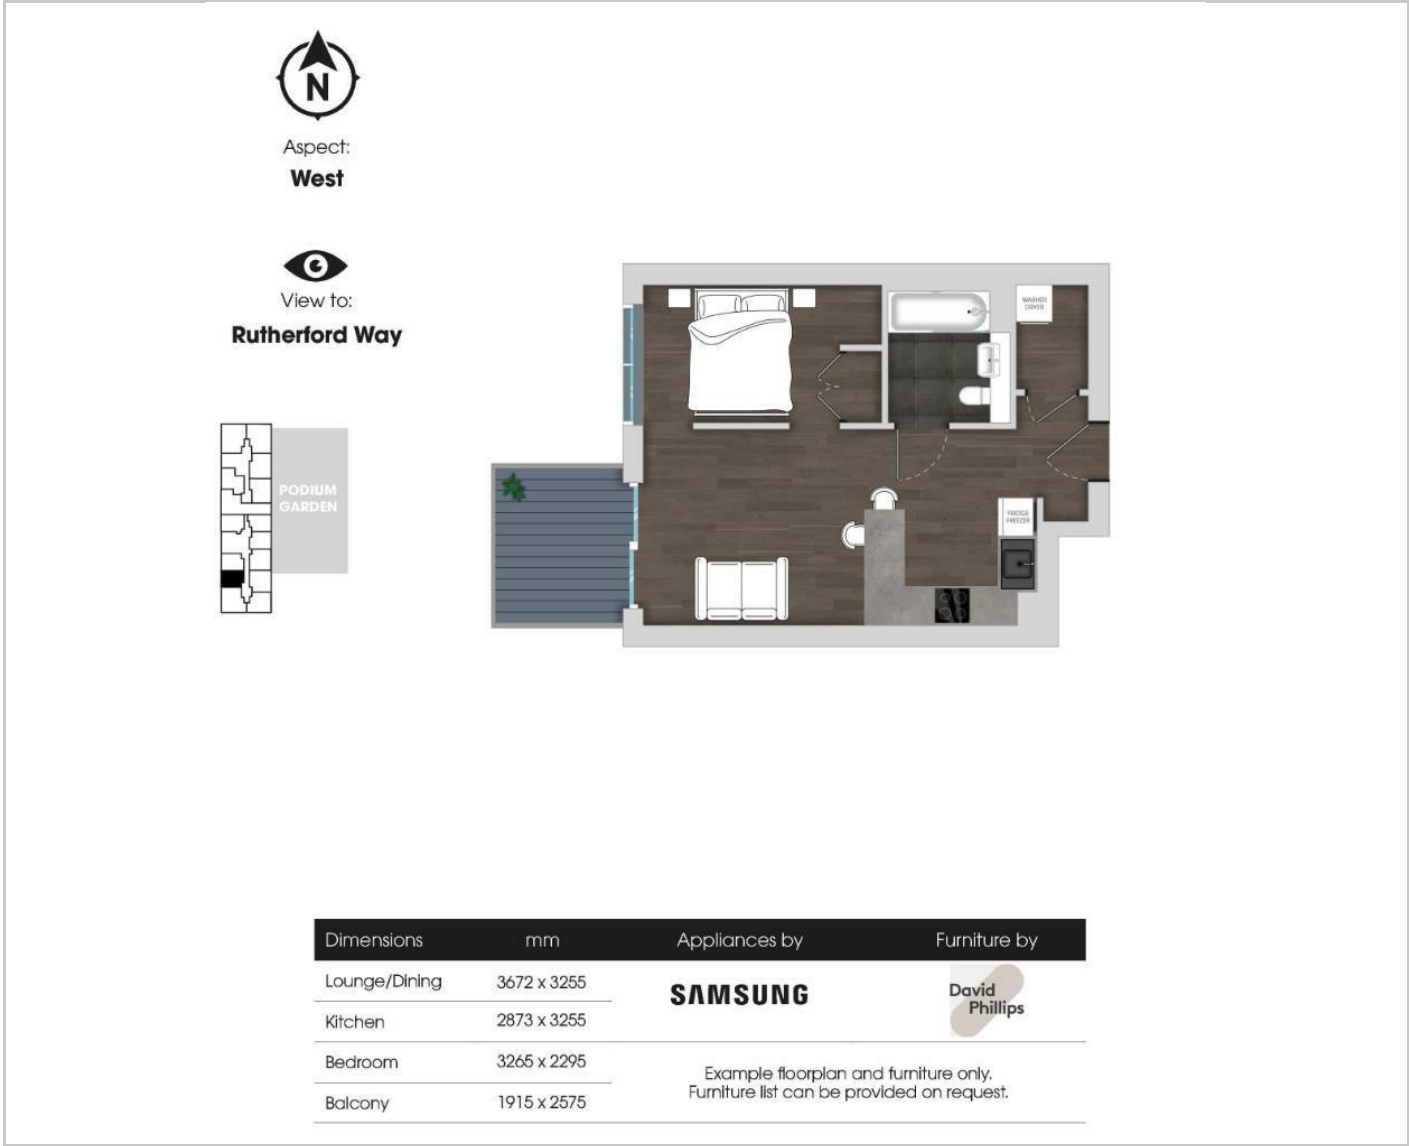 N
Aspect:
West
View to:
Rutherford Way
PODIUM
GARDEN
WASHER
DRYER
FRIDGE
FREEZER
Dimensions mm Appliances by Furniture by
Lounge/Dining 3672 x 3255
SAMSUNG
David
Phillips
Kitchen 2873 x 3255
Bedroom 3265 x 2295
Example floorplan and furniture only.
Furniture list can be provided on request.
Balcony 1915 x 2575